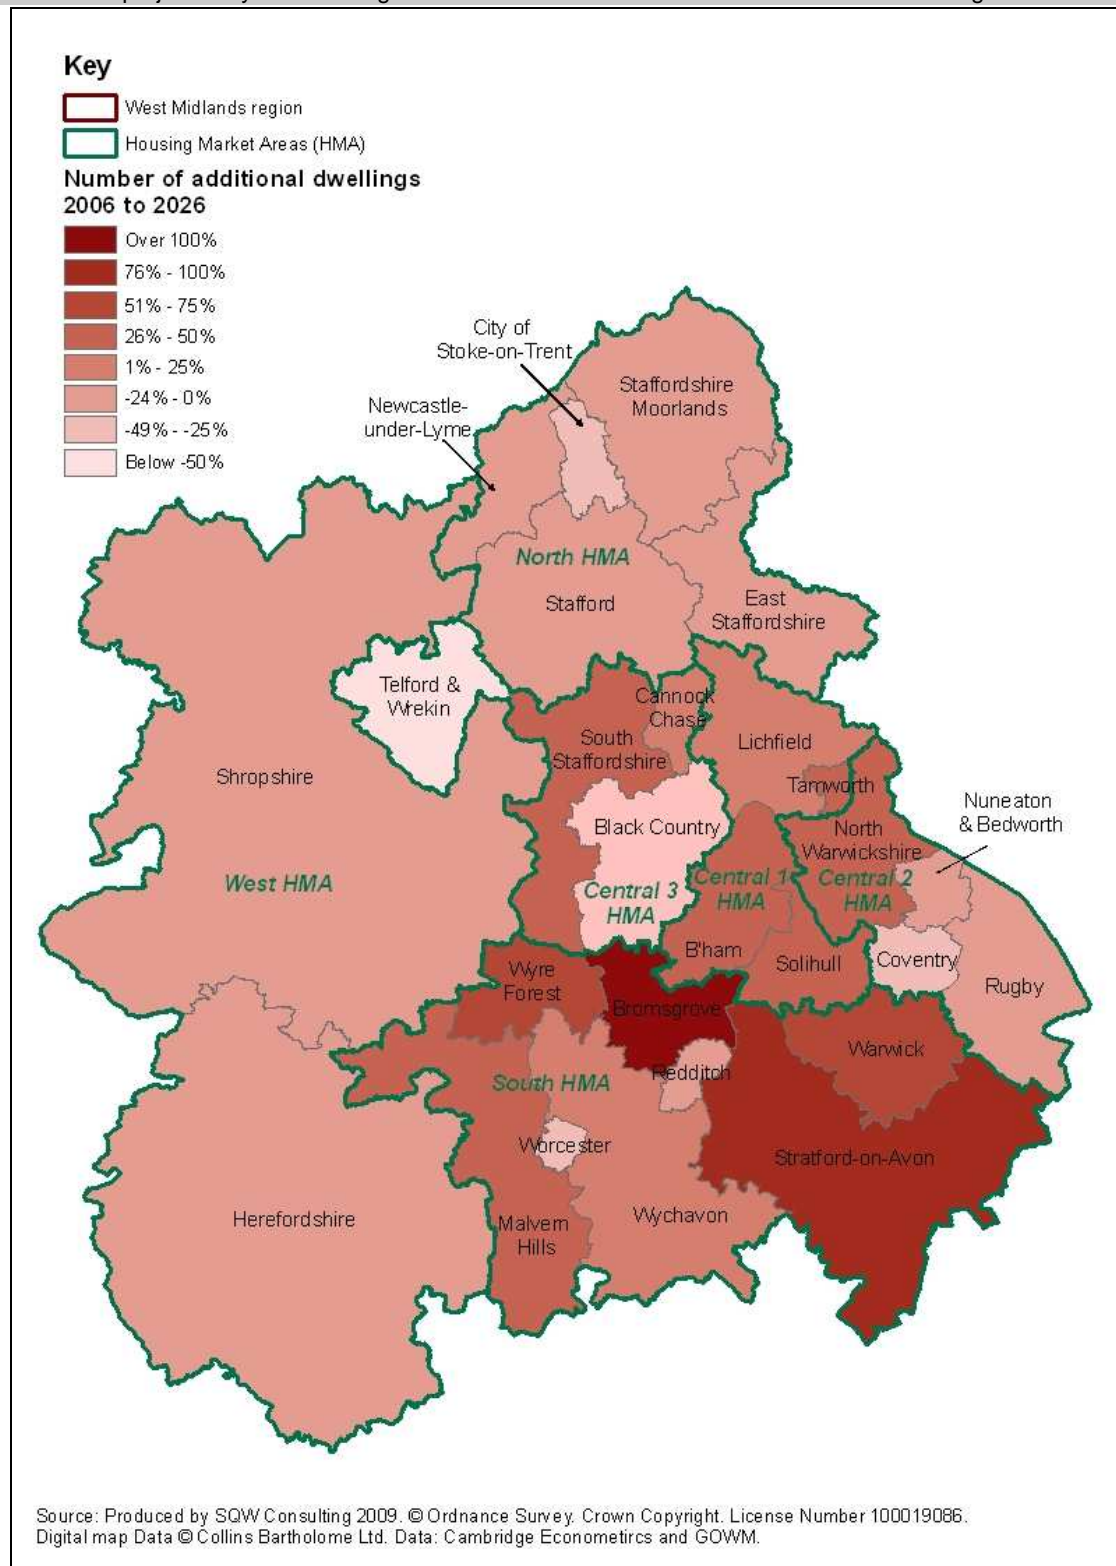 Key
West Midlands region
Housing Market Areas (HMA)
Number of additional dwellings
2006 to 2026
Over 100%
76% - 100%
51% - 75%
26% - 50%
1% - 25%
-24% - 0%
-49% - -25%
Below -50%
City of
Stoke-on-Trent
Staffordshire
Moorlands
Newcastle-
under-Lyme
North HMA
Stafford
East
Staffordshire
Telford &
Wrekin
Cannock
Chase
South
Staffordshire
Lichfield
Shropshire
Tamworth
Nuneaton
& Bedworth
Black Country
North
Warwickshire
West HMA
Central 3
HMA
Central 1
HMA
Central 2
HMA
B'ham
Solihull
Coventry
Rugby
Wyre
Forest
Bromsgrove
Warwick
Redditch
South HMA
Worcester
Stratford-on-Avon
Herefordshire
Malvern
Hills
Wychavon
Source: Produced by SQW Consulting 2009. © Ordnance Survey. Crown Copyright. License Number 100019086.
Digital map Data © Collins Bartholome Ltd. Data: Cambridge Econometircs and GOWM.